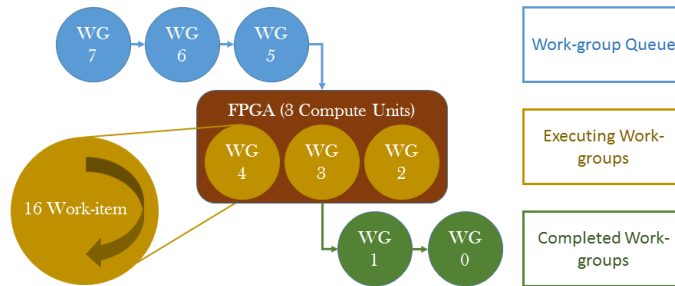 WG
7
WG
6
WG
5
Work-group Queue
FPGA (3 Compute Units)
WG
4
WG
3
WG
2
Executing Work-
groups
16 Work-item
WG
1
WG
0
Completed Work-
groups